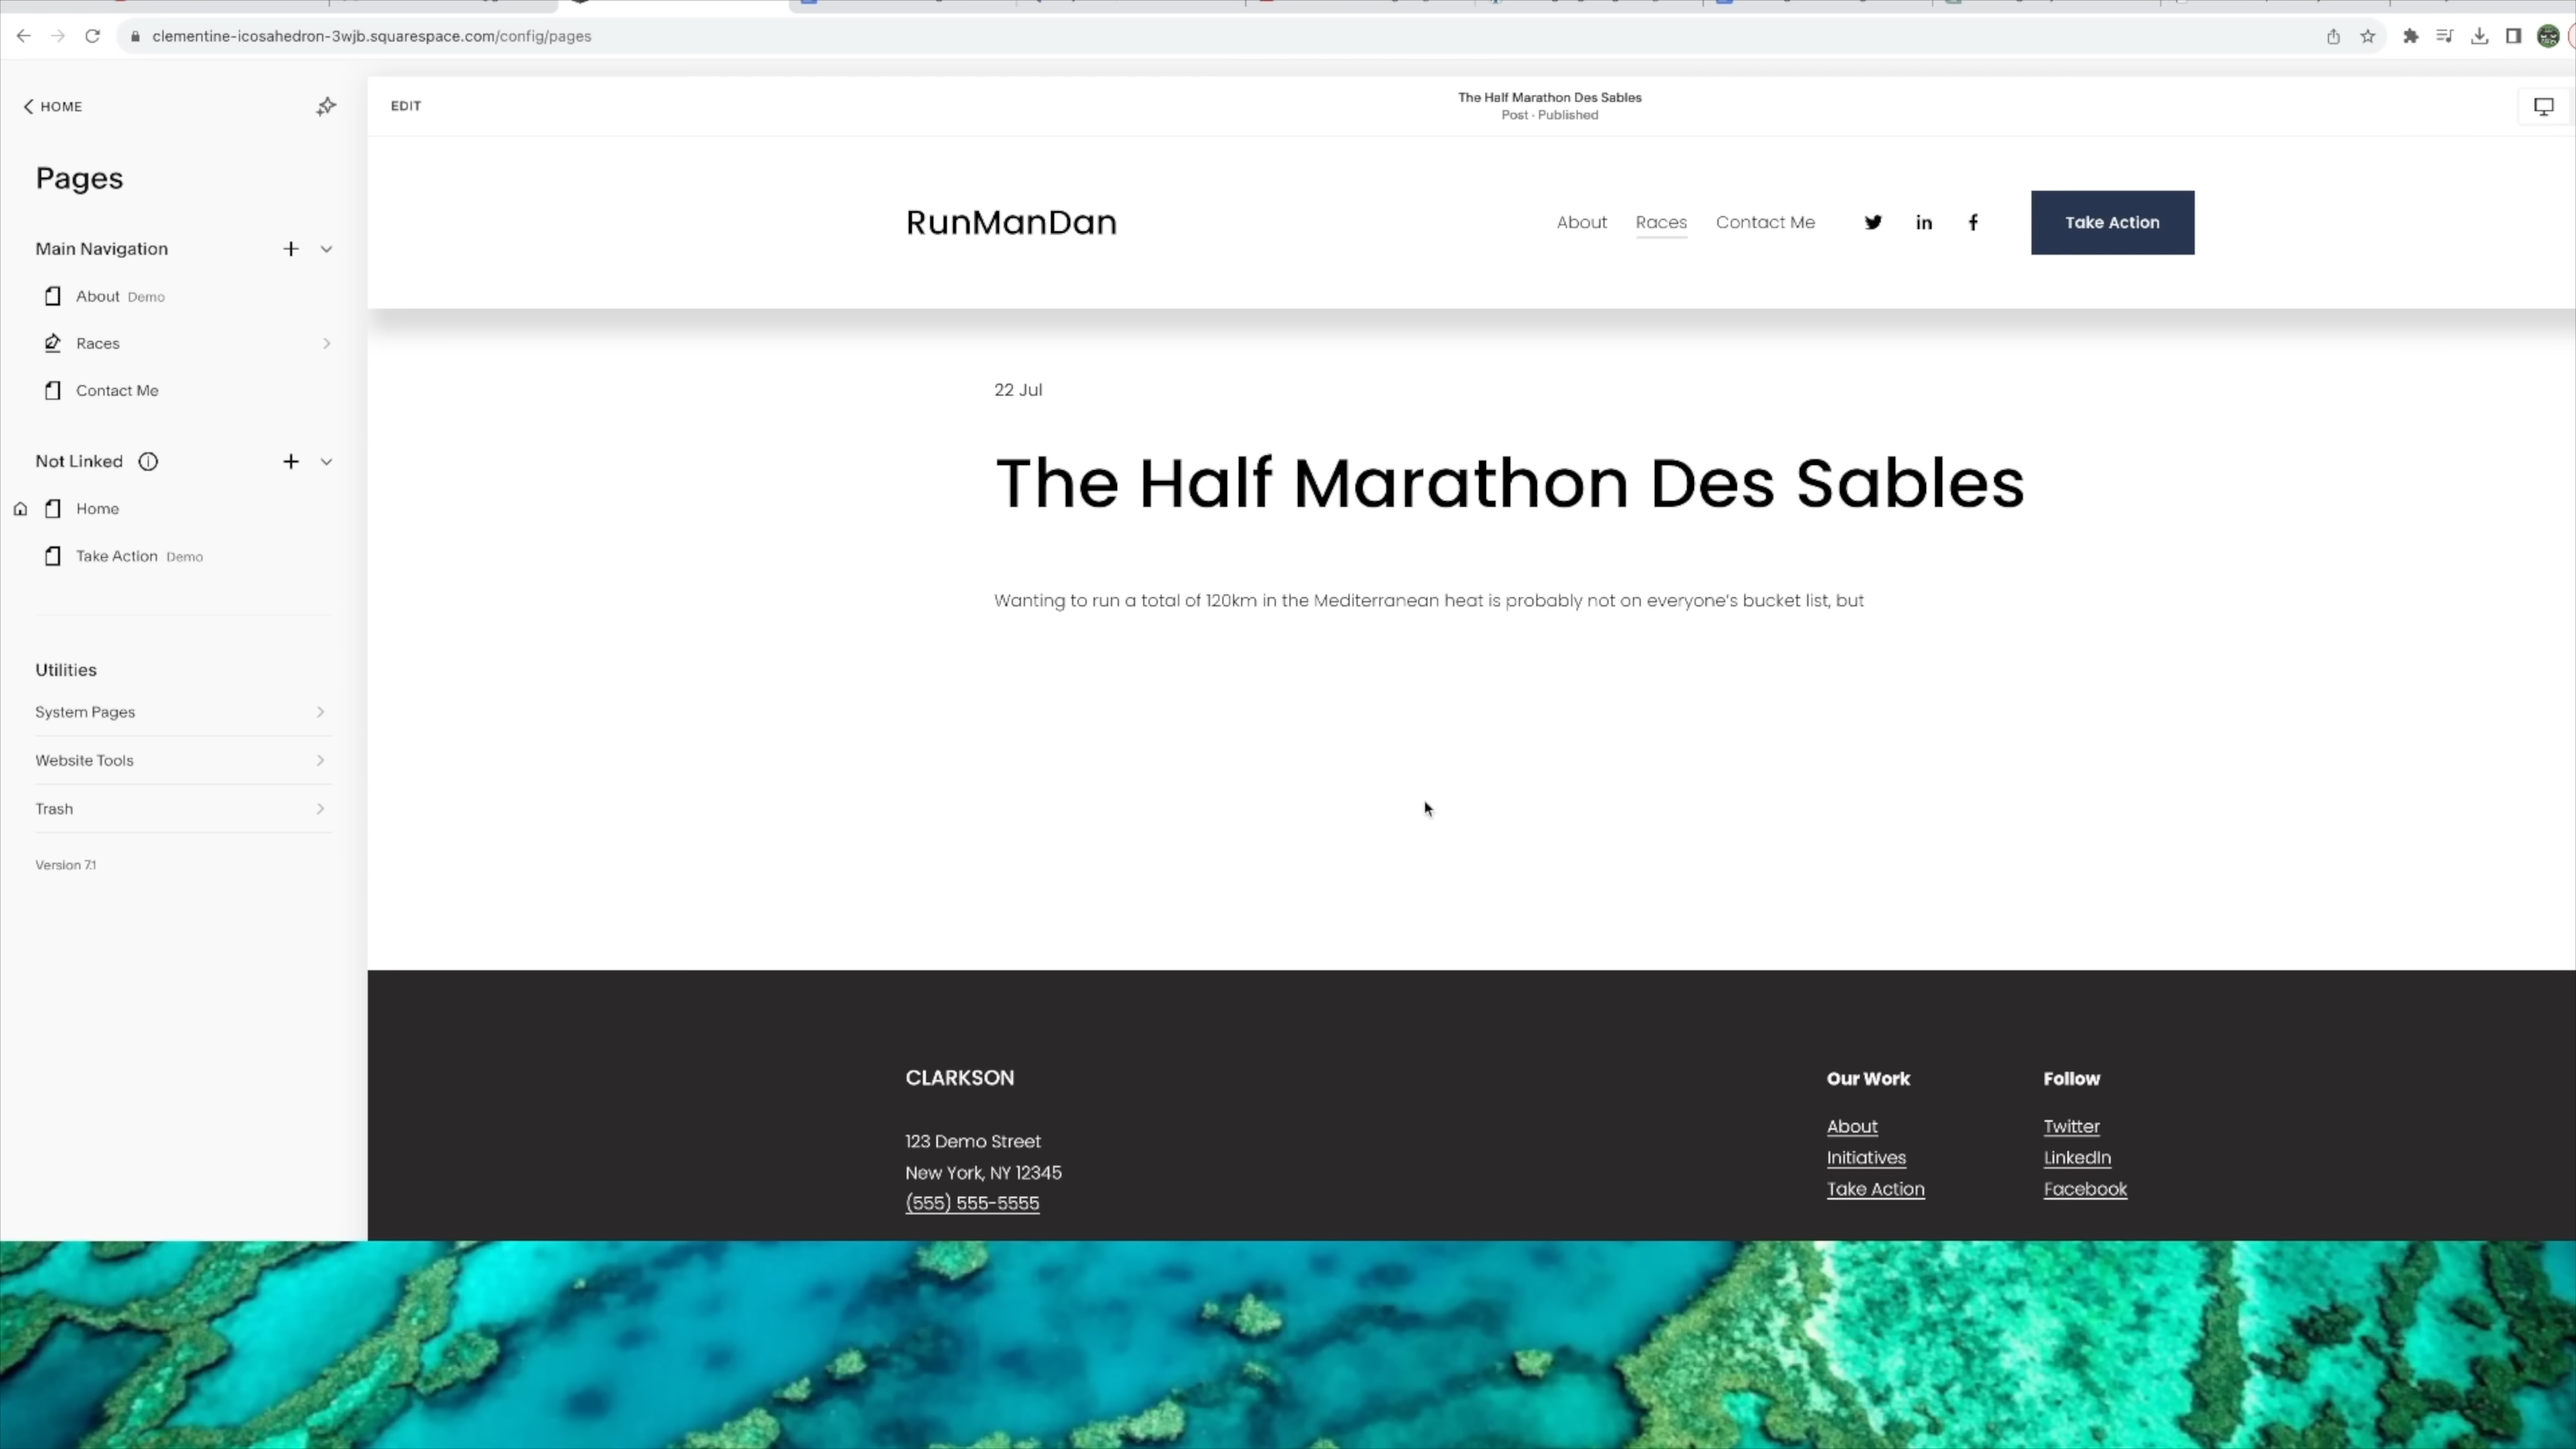 clementine-icosahedron-3wjb.squarespace.com/config/pages
HOME
EDIT
The Half Marathon Des Sables
Post · Published
Pages
Main Navigation
About Demo
Races
Contact Me
Not Linked
Home
Take Action Demo
Utilities
System Pages
Website Tools
Trash
Version 7.1
RunManDan
About Races Contact Me in f Take Action
22 Jul
The Half Marathon Des Sables
Wanting to run a total of 120km in the Mediterranean heat is probably not on everyone's bucket list, but
CLARKSON
123 Demo Street
New York, NY 12345
(555) 555-5555
Our Work
About
Initiatives
Take Action
Follow
Twitter
LinkedIn
Facebook